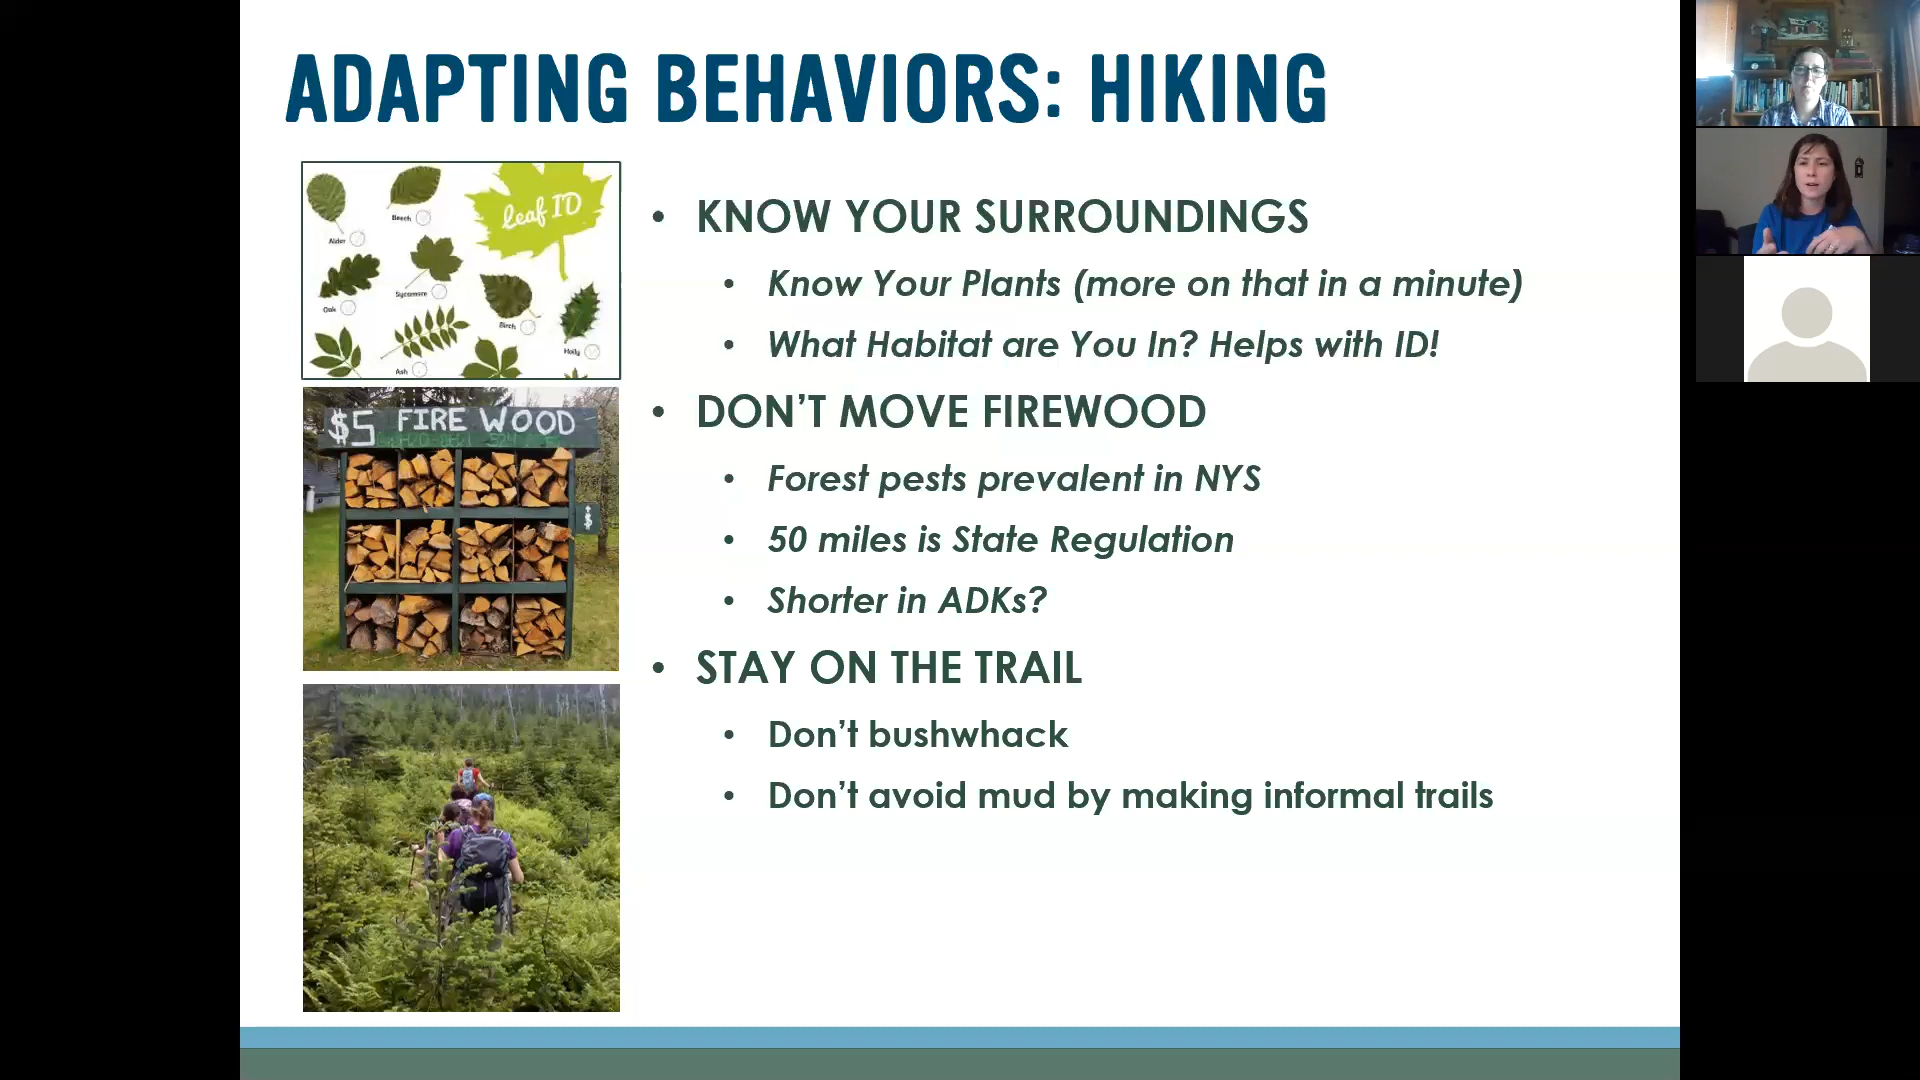 ADAPTING BEHAVIORS: HIKING
leaf ID
Beech
Alder
Sycamore
Oak
Birch
Holly
Ash
$5 FIRE WOOD
$
• KNOW YOUR SURROUNDINGS
• Know Your Plants (more on that in a minute)
• What Habitat are You In? Helps with ID!
• DON'T MOVE FIREWOOD
• Forest pests prevalent in NYS
• 50 miles is State Regulation
• Shorter in ADKs?
• STAY ON THE TRAIL
• Don't bushwhack
• Don't avoid mud by making informal trails